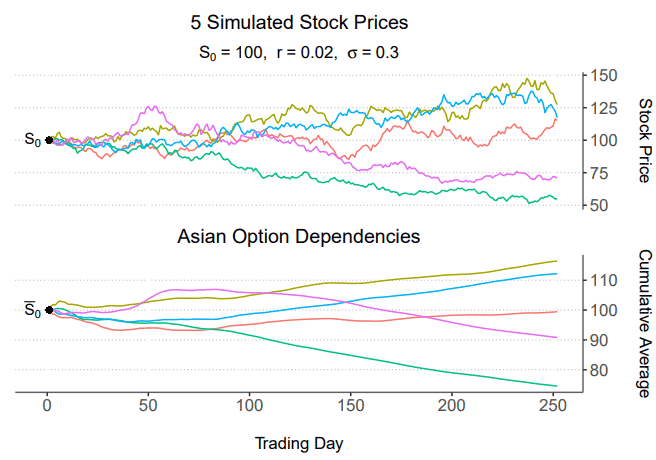 5 Simulated Stock Prices
S₀ = 100, r = 0.02, σ = 0.3
150
125
100
75
50
S₀
Stock Price
Asian Option Dependencies
110
100
90
80
S̅₀
Cumulative Average
0 50 100 150 200 250
Trading Day